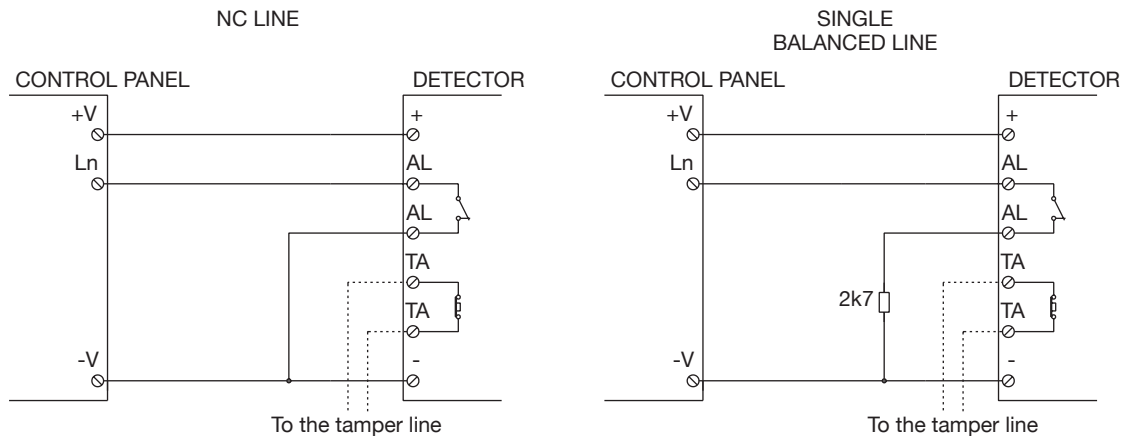 NC LINE
CONTROL PANEL
DETECTOR
+V
+
Ln
AL
AL
TA
TA
-V
-
To the tamper line
SINGLE
BALANCED LINE
CONTROL PANEL
DETECTOR
+V
+
Ln
AL
AL
TA
2k7
TA
-V
-
To the tamper line